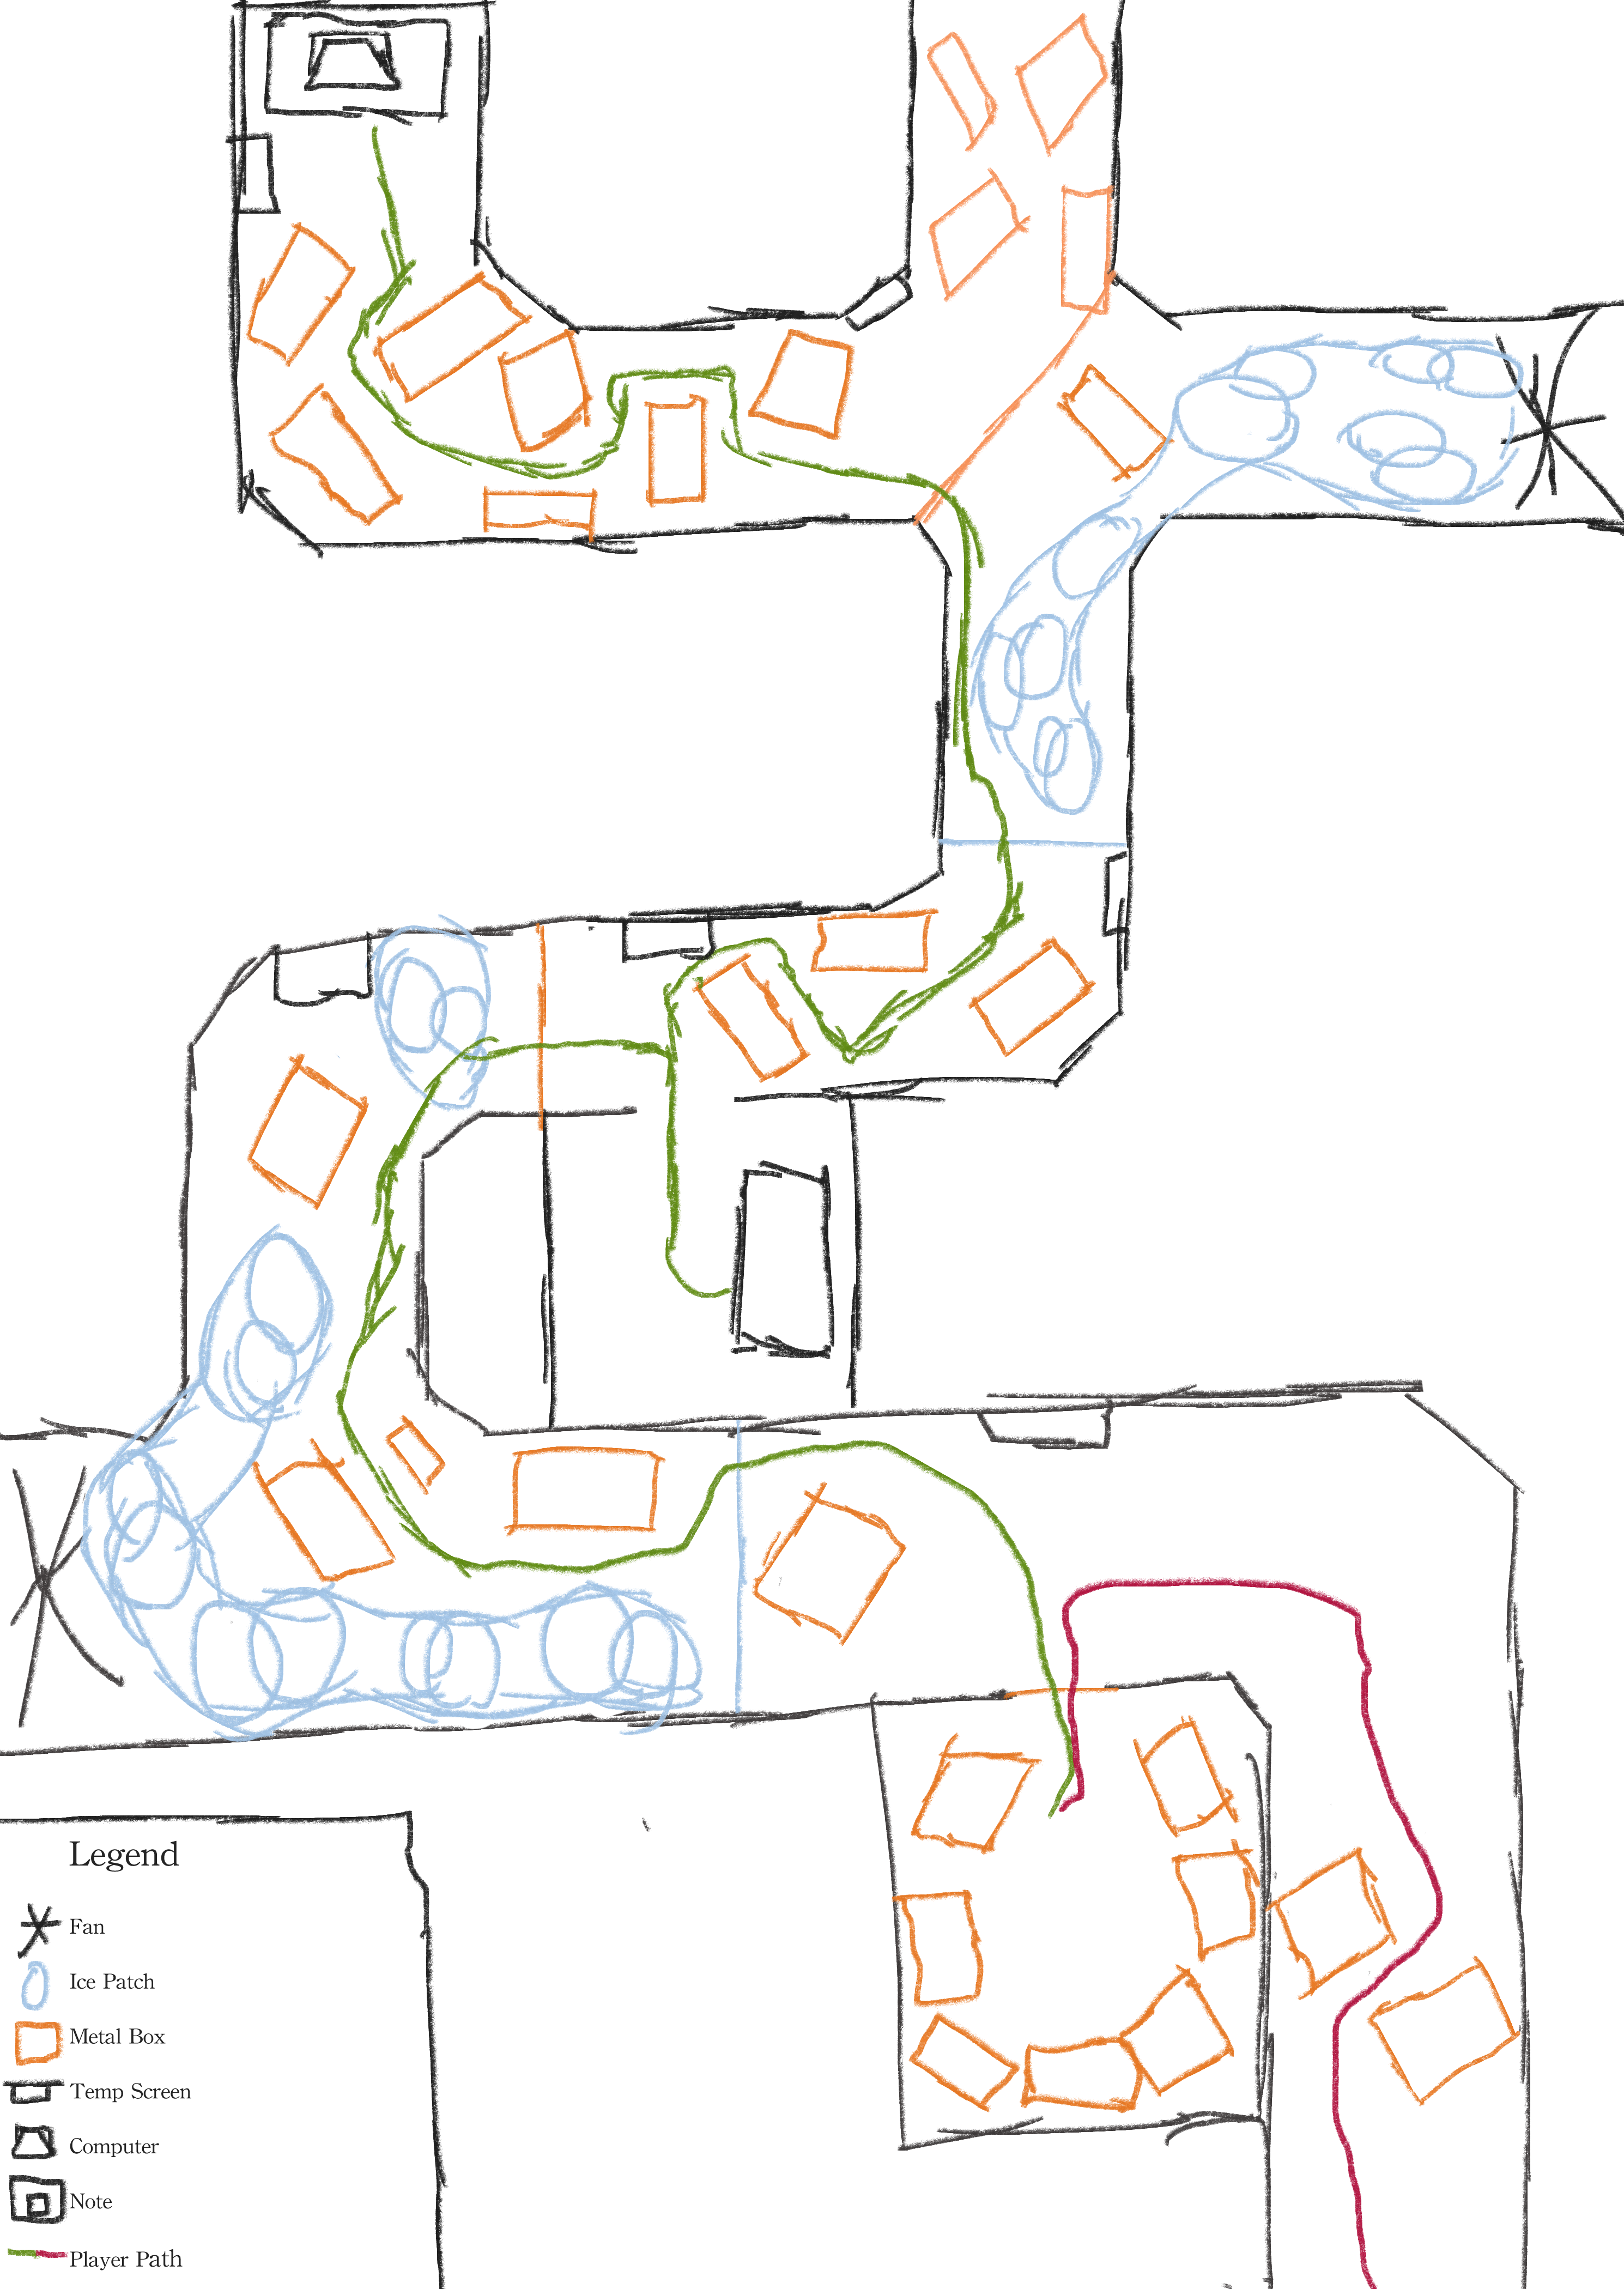 Legend
Fan
Ice Patch
Metal Box
Temp Screen
Computer
Note
Player Path